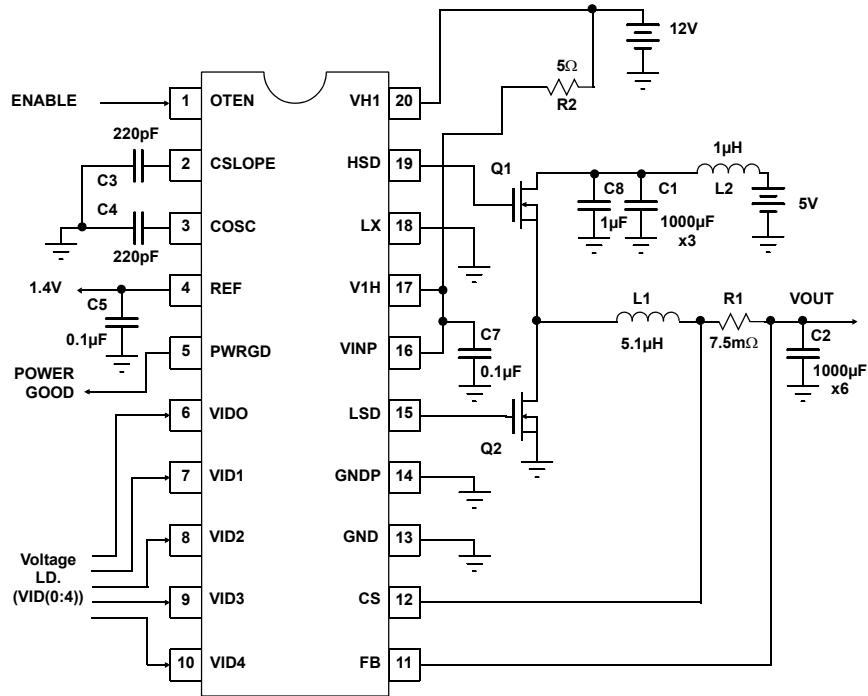 12V
5Ω
R2
ENABLE
1 OTEN
VH1 20
220pF
C3
2 CSLOPE
HSD 19
Q1
1µH
L2
C8
1µF
C1
1000µF
x3
5V
C4
220pF
3 COSC
LX 18
1.4V
C5
0.1µF
4 REF
V1H 17
L1
5.1µH
R1
7.5mΩ
VOUT
C2
1000µF
x6
POWER
GOOD
5 PWRGD
VINP 16
C7
0.1µF
6 VIDO
LSD 15
Q2
7 VID1
GNDP 14
8 VID2
GND 13
Voltage
I.D.
(VID(0:4))
9 VID3
CS 12
10 VID4
FB 11